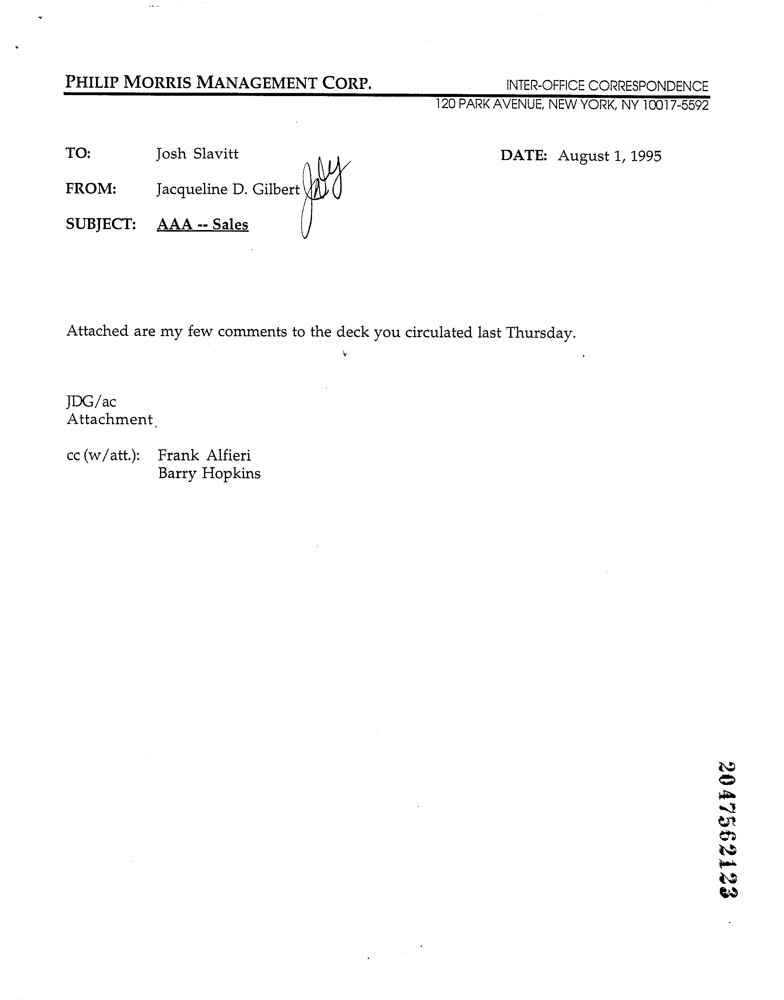 PHILIP MORRIS MANAGEMENT CORP. INTER-OFFICE CORRESPONDENCE
120 PARK AVENUE, NEW YORK, NY 10017-5592
TO: Josh Slavitt DATE: August 1, 1995
FROM: Jacqueline D. Gilbert
SUBJECT: AAA -- Sales
Attached are my few comments to the deck you circulated last Thursday.
JDG/ac
Attachment
cc (w/att.): Frank Alfieri
Barry Hopkins
2047562123